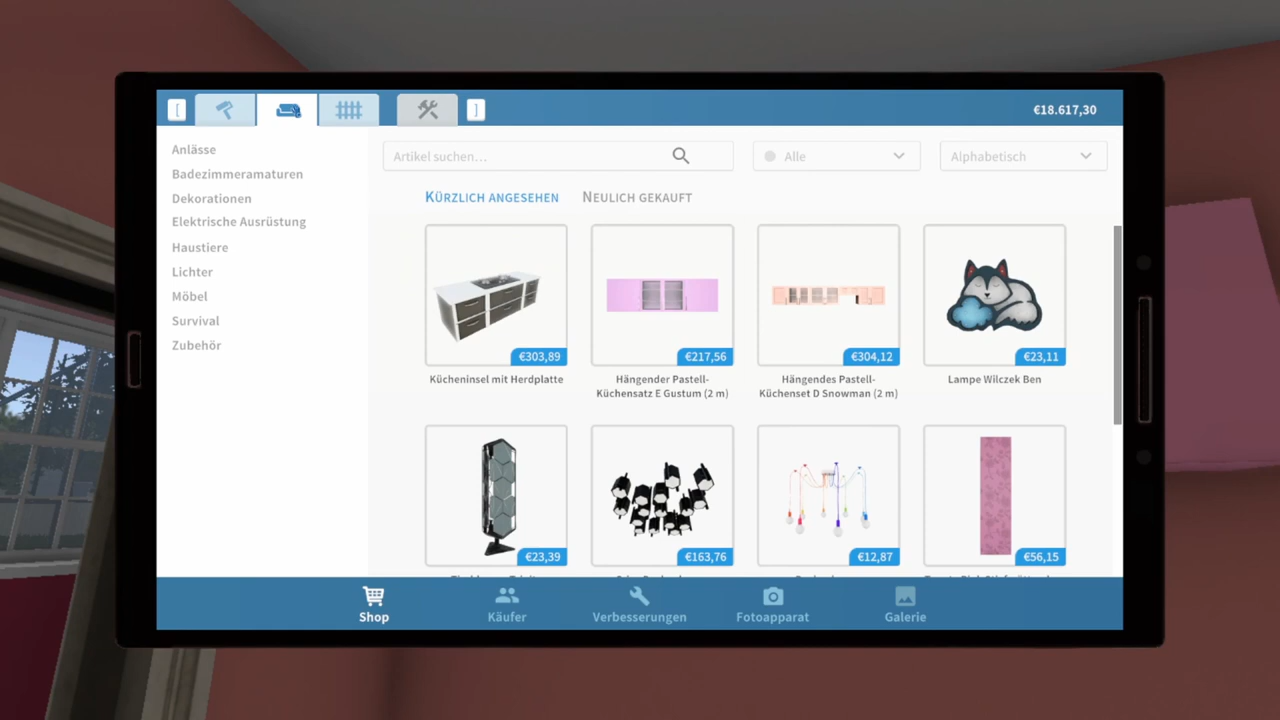 [
]
€18.617,30
Anlässe
Badezimmeramaturen
Dekorationen
Elektrische Ausrüstung
Haustiere
Lichter
Möbel
Survival
Zubehör
Artikel suchen...
Alle
Alphabetisch
KÜRZLICH ANGESEHEN
NEULICH GEKAUFT
€303,89
Kücheninsel mit Herdplatte
€217,56
Hängender Pastell-
Küchensatz E Gustum (2 m)
€304,12
Hängendes Pastell-
Küchenset D Snowman (2 m)
€23,11
Lampe Wilczek Ben
€23,39
€163,76
€12,87
€56,15
Shop
Käufer
Verbesserungen
Fotoapparat
Galerie